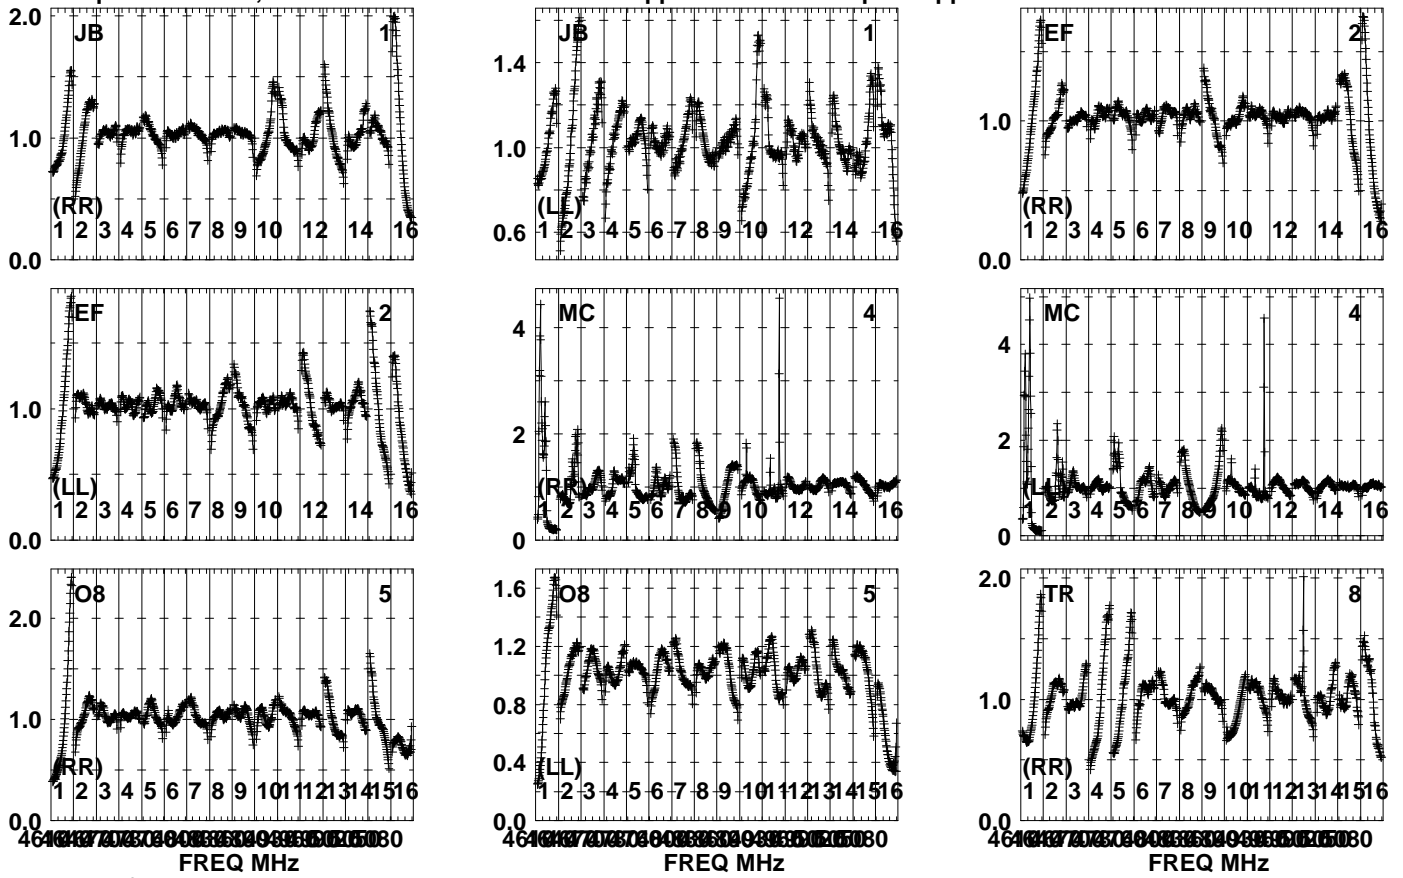 2.0 JB 1
1.0
(RR)
1 2 3 4 5 6 7 8 9 10 12 14 16
0.0
JB 1
1.4
1.0
(LL)
0.6 1 2 3 4 5 6 7 8 9 10 12 14 16
EF 2
1.0
(RR)
1 2 3 4 5 6 7 8 9 10 12 14 16
0.0
EF 2
1.0
(LL)
1 2 3 4 5 6 7 8 9 10 12 14 16
0.0
MC 4
4
2
(RR)
1 2 3 4 5 6 7 8 9 10 12 14 16
0
MC 4
4
2
1 2 3 4 5 6 7 8 9 10 12 14 16
0
O8 5
2.0
1.0
(RR)
1 2 3 4 5 6 7 8 9 10 11 12 13 14 15 16
0.0
FREQ MHz
1.6 O8 5
1.2
0.8
0.4 (LL)
1 2 3 4 5 6 7 8 9 10 11 12 13 14 15 16
0.0
FREQ MHz
2.0 TR 8
1.0
(RR)
1 2 3 4 5 6 7 8 9 10 11 12 13 14 15 16
0.0
FREQ MHz